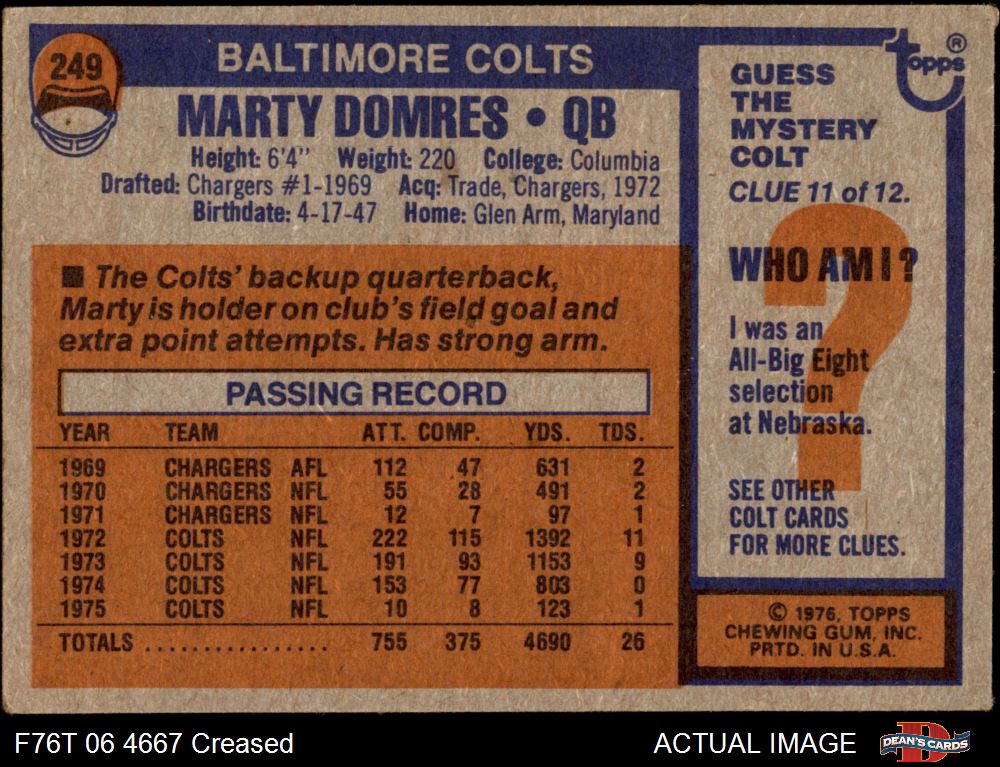 249
BALTIMORE COLTS
MARTY DOMRES • QB
Height: 6'4" Weight: 220 College: Columbia
Drafted: Chargers #1-1969 Acq: Trade, Chargers, 1972
Birthdate: 4-17-47 Home: Glen Arm, Maryland
■ The Colts' backup quarterback,
Marty is holder on club's field goal and
extra point attempts. Has strong arm.
PASSING RECORD
YEAR TEAM ATT. COMP. YDS. TDS.
1969 CHARGERS AFL 112 47 631 2
1970 CHARGERS NFL 55 28 491 2
1971 CHARGERS NFL 12 7 97 1
1972 COLTS NFL 222 115 1392 11
1973 COLTS NFL 191 93 1153 9
1974 COLTS NFL 153 77 803 0
1975 COLTS NFL 10 8 123 1
TOTALS ................ 755 375 4690 26
topps ®
GUESS
THE
MYSTERY
COLT
CLUE 11 of 12.
?
WHO AM I?
I was an
All-Big Eight
selection
at Nebraska.
SEE OTHER
COLT CARDS
FOR MORE CLUES.
© 1976, TOPPS
CHEWING GUM, INC.
PRTD. IN U.S.A.
F76T 06 4667 Creased
ACTUAL IMAGE
D
DEAN'S CARDS